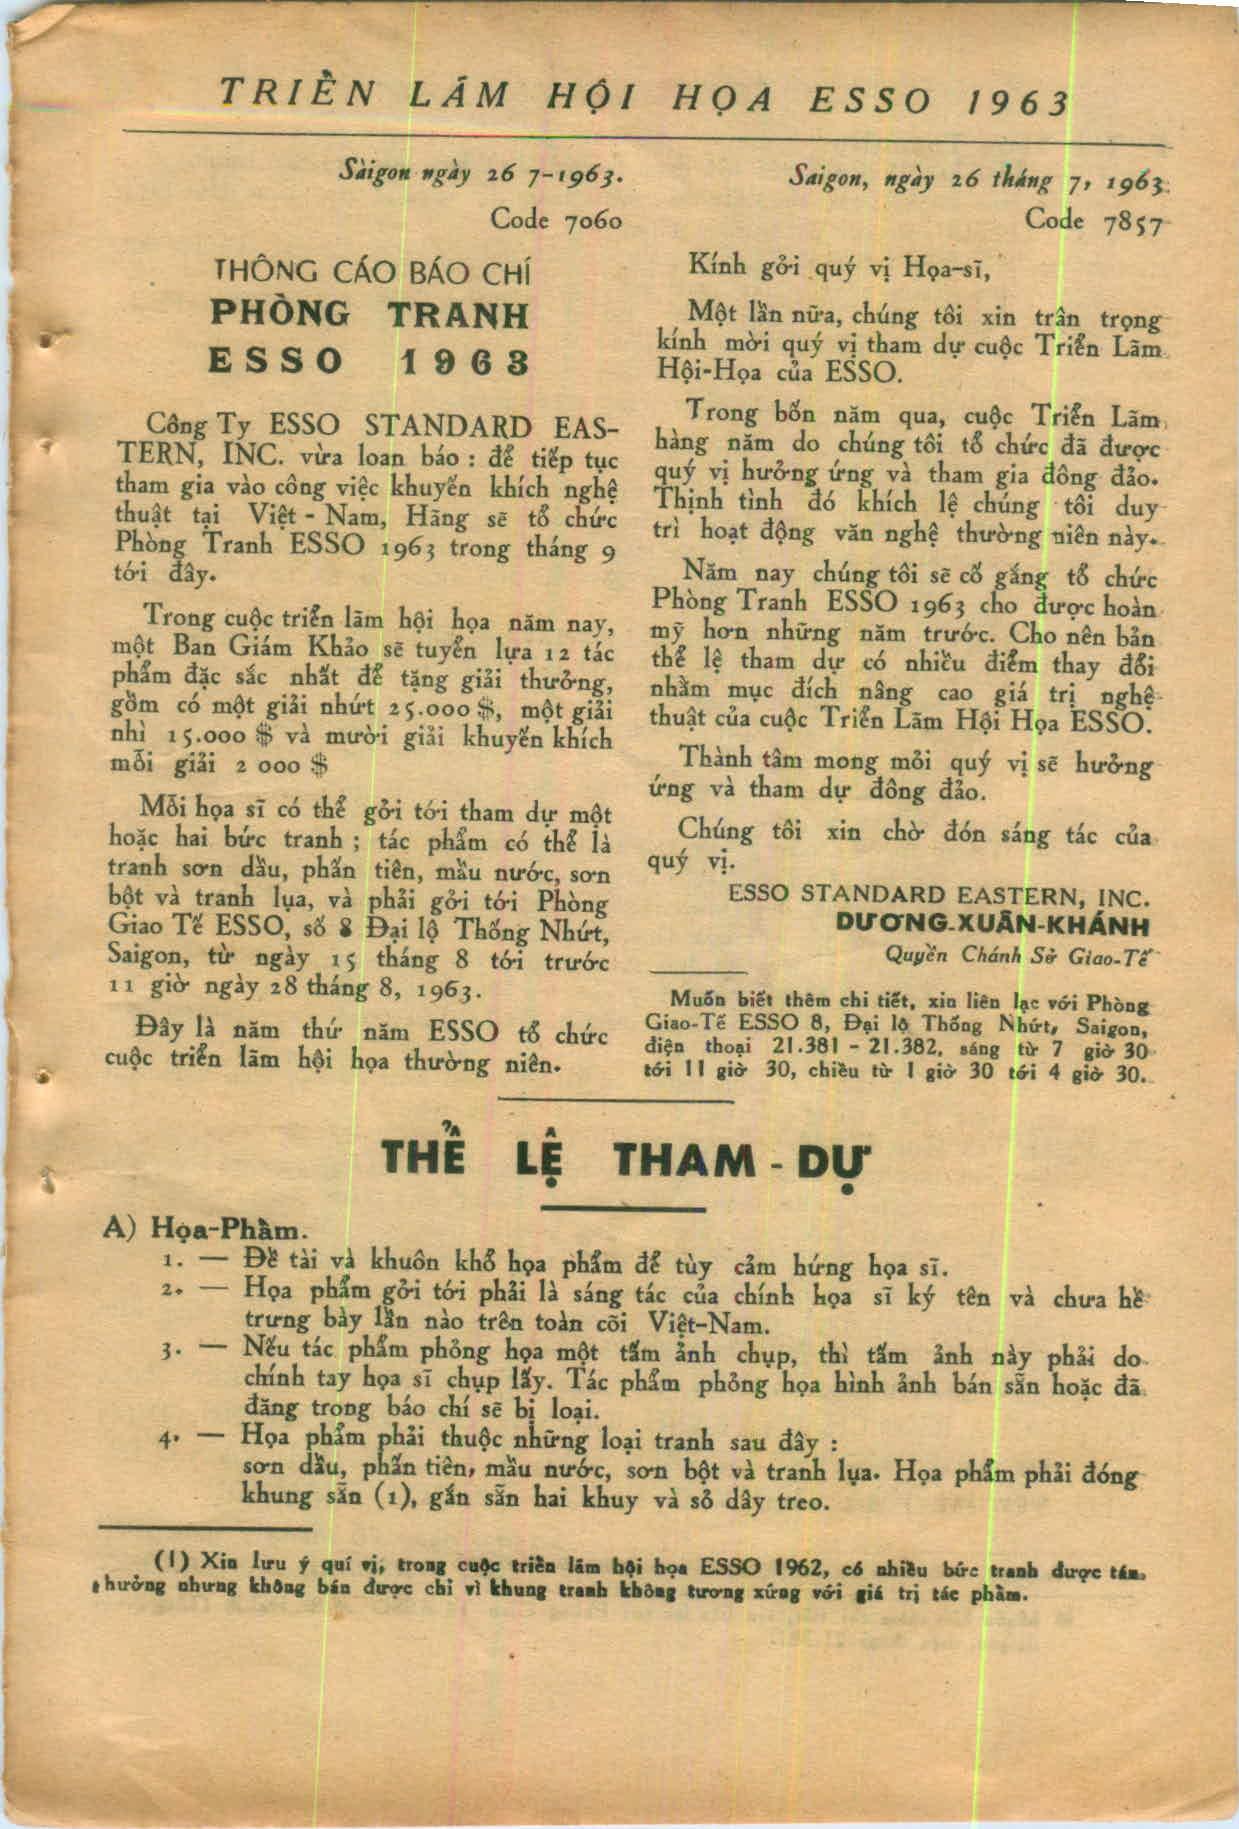 TRIỂN LÃM HỘI HỌA ESSO 1963
Sàigon ngày 26 7-1963.
Code 7060
THÔNG CÁO BÁO CHÍ
PHÒNG TRANH
ESSO 1963
Công Ty ESSO STANDARD EAS-
TERN, INC. vừa loan báo : để tiếp tục
tham gia vào công việc khuyến khích nghệ
thuật tại Việt - Nam, Hãng sẽ tổ chức
Phòng Tranh ESSO 1963 trong tháng 9
tới đây.
Trong cuộc triển lãm hội họa năm nay,
một Ban Giám Khảo sẽ tuyển lựa 12 tác
phẩm đặc sắc nhất để tặng giải thưởng,
gồm có một giải nhứt 25.000 $, một giải
nhì 15.000 $ và mười giải khuyến khích
mỗi giải 2 000 $
Mỗi họa sĩ có thể gởi tới tham dự một
hoặc hai bức tranh ; tác phẩm có thể là
tranh sơn dầu, phấn tiên, mầu nước, sơn
bột và tranh lụa, và phải gởi tới Phòng
Giao Tế ESSO, số 8 Đại lộ Thống Nhứt,
Saigon, từ ngày 15 tháng 8 tới trước
11 giờ ngày 28 tháng 8, 1963.
Đây là năm thứ năm ESSO tổ chức
cuộc triển lãm hội họa thường niên.
Saigon, ngày 26 tháng 7, 1963.
Code 7857
Kính gởi quý vị Họa-sĩ,
Một lần nữa, chúng tôi xin trân trọng
kính mời quý vị tham dự cuộc Triển Lãm
Hội-Họa của ESSO.
Trong bốn năm qua, cuộc Triển Lãm
hàng năm do chúng tôi tổ chức đã được
quý vị hưởng ứng và tham gia đông đảo.
Thịnh tình đó khích lệ chúng tôi duy
trì hoạt động văn nghệ thường niên này.
Năm nay chúng tôi sẽ cố gắng tổ chức
Phòng Tranh ESSO 1963 cho được hoàn
mỹ hơn những năm trước. Cho nên bản
thể lệ tham dự có nhiều điểm thay đổi
nhằm mục đích nâng cao giá trị nghệ
thuật của cuộc Triển Lãm Hội Họa ESSO.
Thành tâm mong mỏi quý vị sẽ hưởng
ứng và tham dự đông đảo.
Chúng tôi xin chờ đón sáng tác của
quý vị.
ESSO STANDARD EASTERN, INC.
DƯƠNG-XUÂN-KHÁNH
Quyền Chánh Sở Giao-Tế
Muốn biết thêm chi tiết, xin liên lạc với Phòng
Giao-Tế ESSO 8, Đại lộ Thống Nhứt, Saigon,
điện thoại 21.381 - 21.382, sáng từ 7 giờ 30
tới 11 giờ 30, chiều từ 1 giờ 30 tới 4 giờ 30.
THỂ LỆ THAM - DỰ
A) Họa-Phẩm.
1. — Đề tài và khuôn khổ họa phẩm để tùy cảm hứng họa sĩ.
2. — Họa phẩm gởi tới phải là sáng tác của chính họa sĩ ký tên và chưa hề
trưng bày lần nào trên toàn cõi Việt-Nam.
3. — Nếu tác phẩm phỏng họa một tấm ảnh chụp, thì tấm ảnh này phải do
chính tay họa sĩ chụp lấy. Tác phẩm phỏng họa hình ảnh bán sẵn hoặc đã
đăng trong báo chí sẽ bị loại.
4. — Họa phẩm phải thuộc những loại tranh sau đây :
sơn dầu, phấn tiên, mầu nước, sơn bột và tranh lụa. Họa phẩm phải đóng
khung sẵn (1), gắn sẵn hai khuy và sỏ dây treo.
(1) Xin lưu ý quí vị, trong cuộc triển lãm hội họa ESSO 1962, có nhiều bức tranh được tán
thưởng nhưng không bán được chỉ vì khung tranh không tương xứng với giá trị tác phẩm.